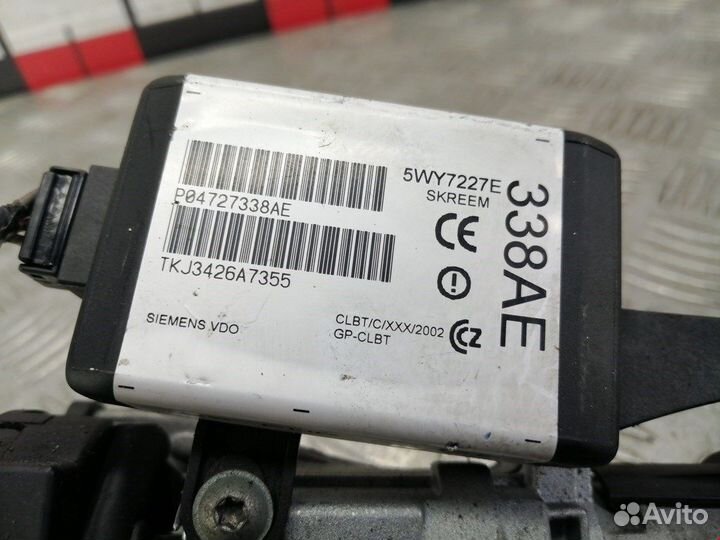 5WY7227E
SKREEM
P04727338AE
338AE
CE
TKJ3426A7355
SIEMENS VDO
CLBT/C/XXX/2002
GP-CLBT
Avito